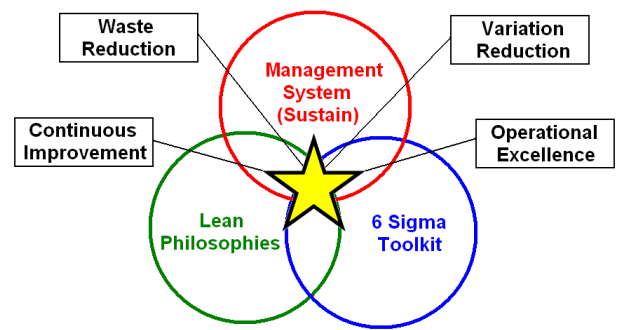 Waste
Reduction
Variation
Reduction
Management
System
(Sustain)
Continuous
Improvement
Operational
Excellence
Lean
Philosophies
6 Sigma
Toolkit